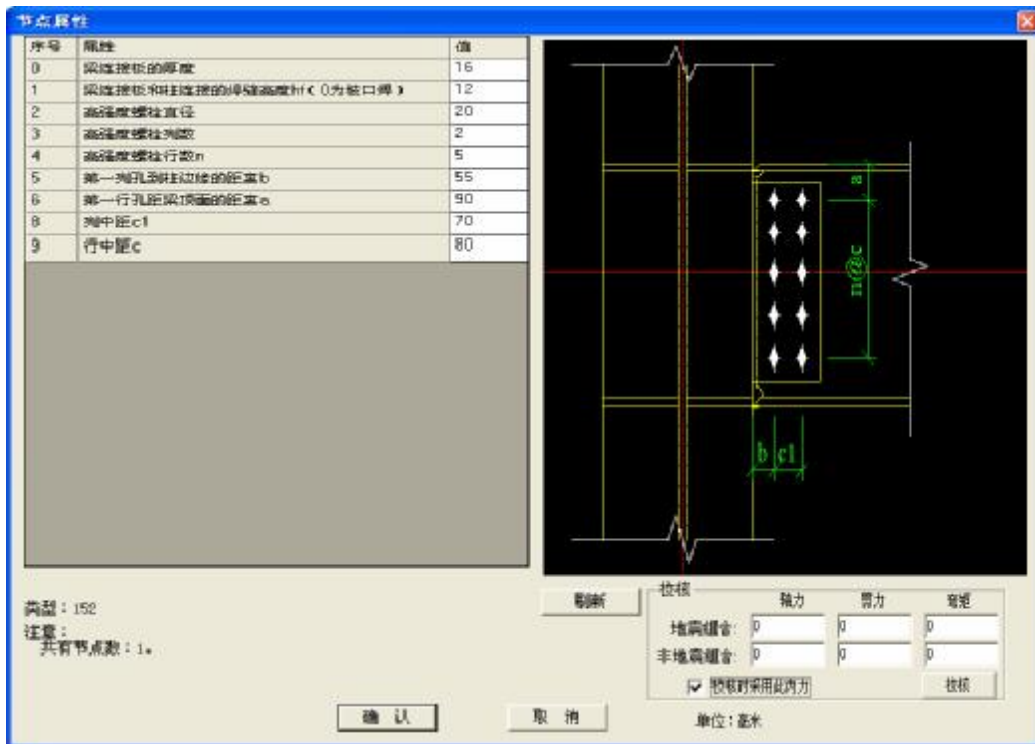 节点属性
序号 属性 值
0 梁连接板的厚度 16
1 梁连接板和柱连接的焊缝高度hf（0为坡口焊） 12
2 高强度螺栓直径 20
3 高强度螺栓列数 2
4 高强度螺栓行数n 5
5 第一列孔到柱边缘的距离b 55
6 第一行孔距梁顶面的距离a 90
8 列中距c1 70
9 行中距c 80
a
n@c
b c1
类型：152
注意：
共有节点数：1。
刷新
校核
轴力 剪力 弯矩
地震组合: 0 0 0
非地震组合: 0 0 0
校核时采用此内力 校核
确 认 取 消 单位：毫米